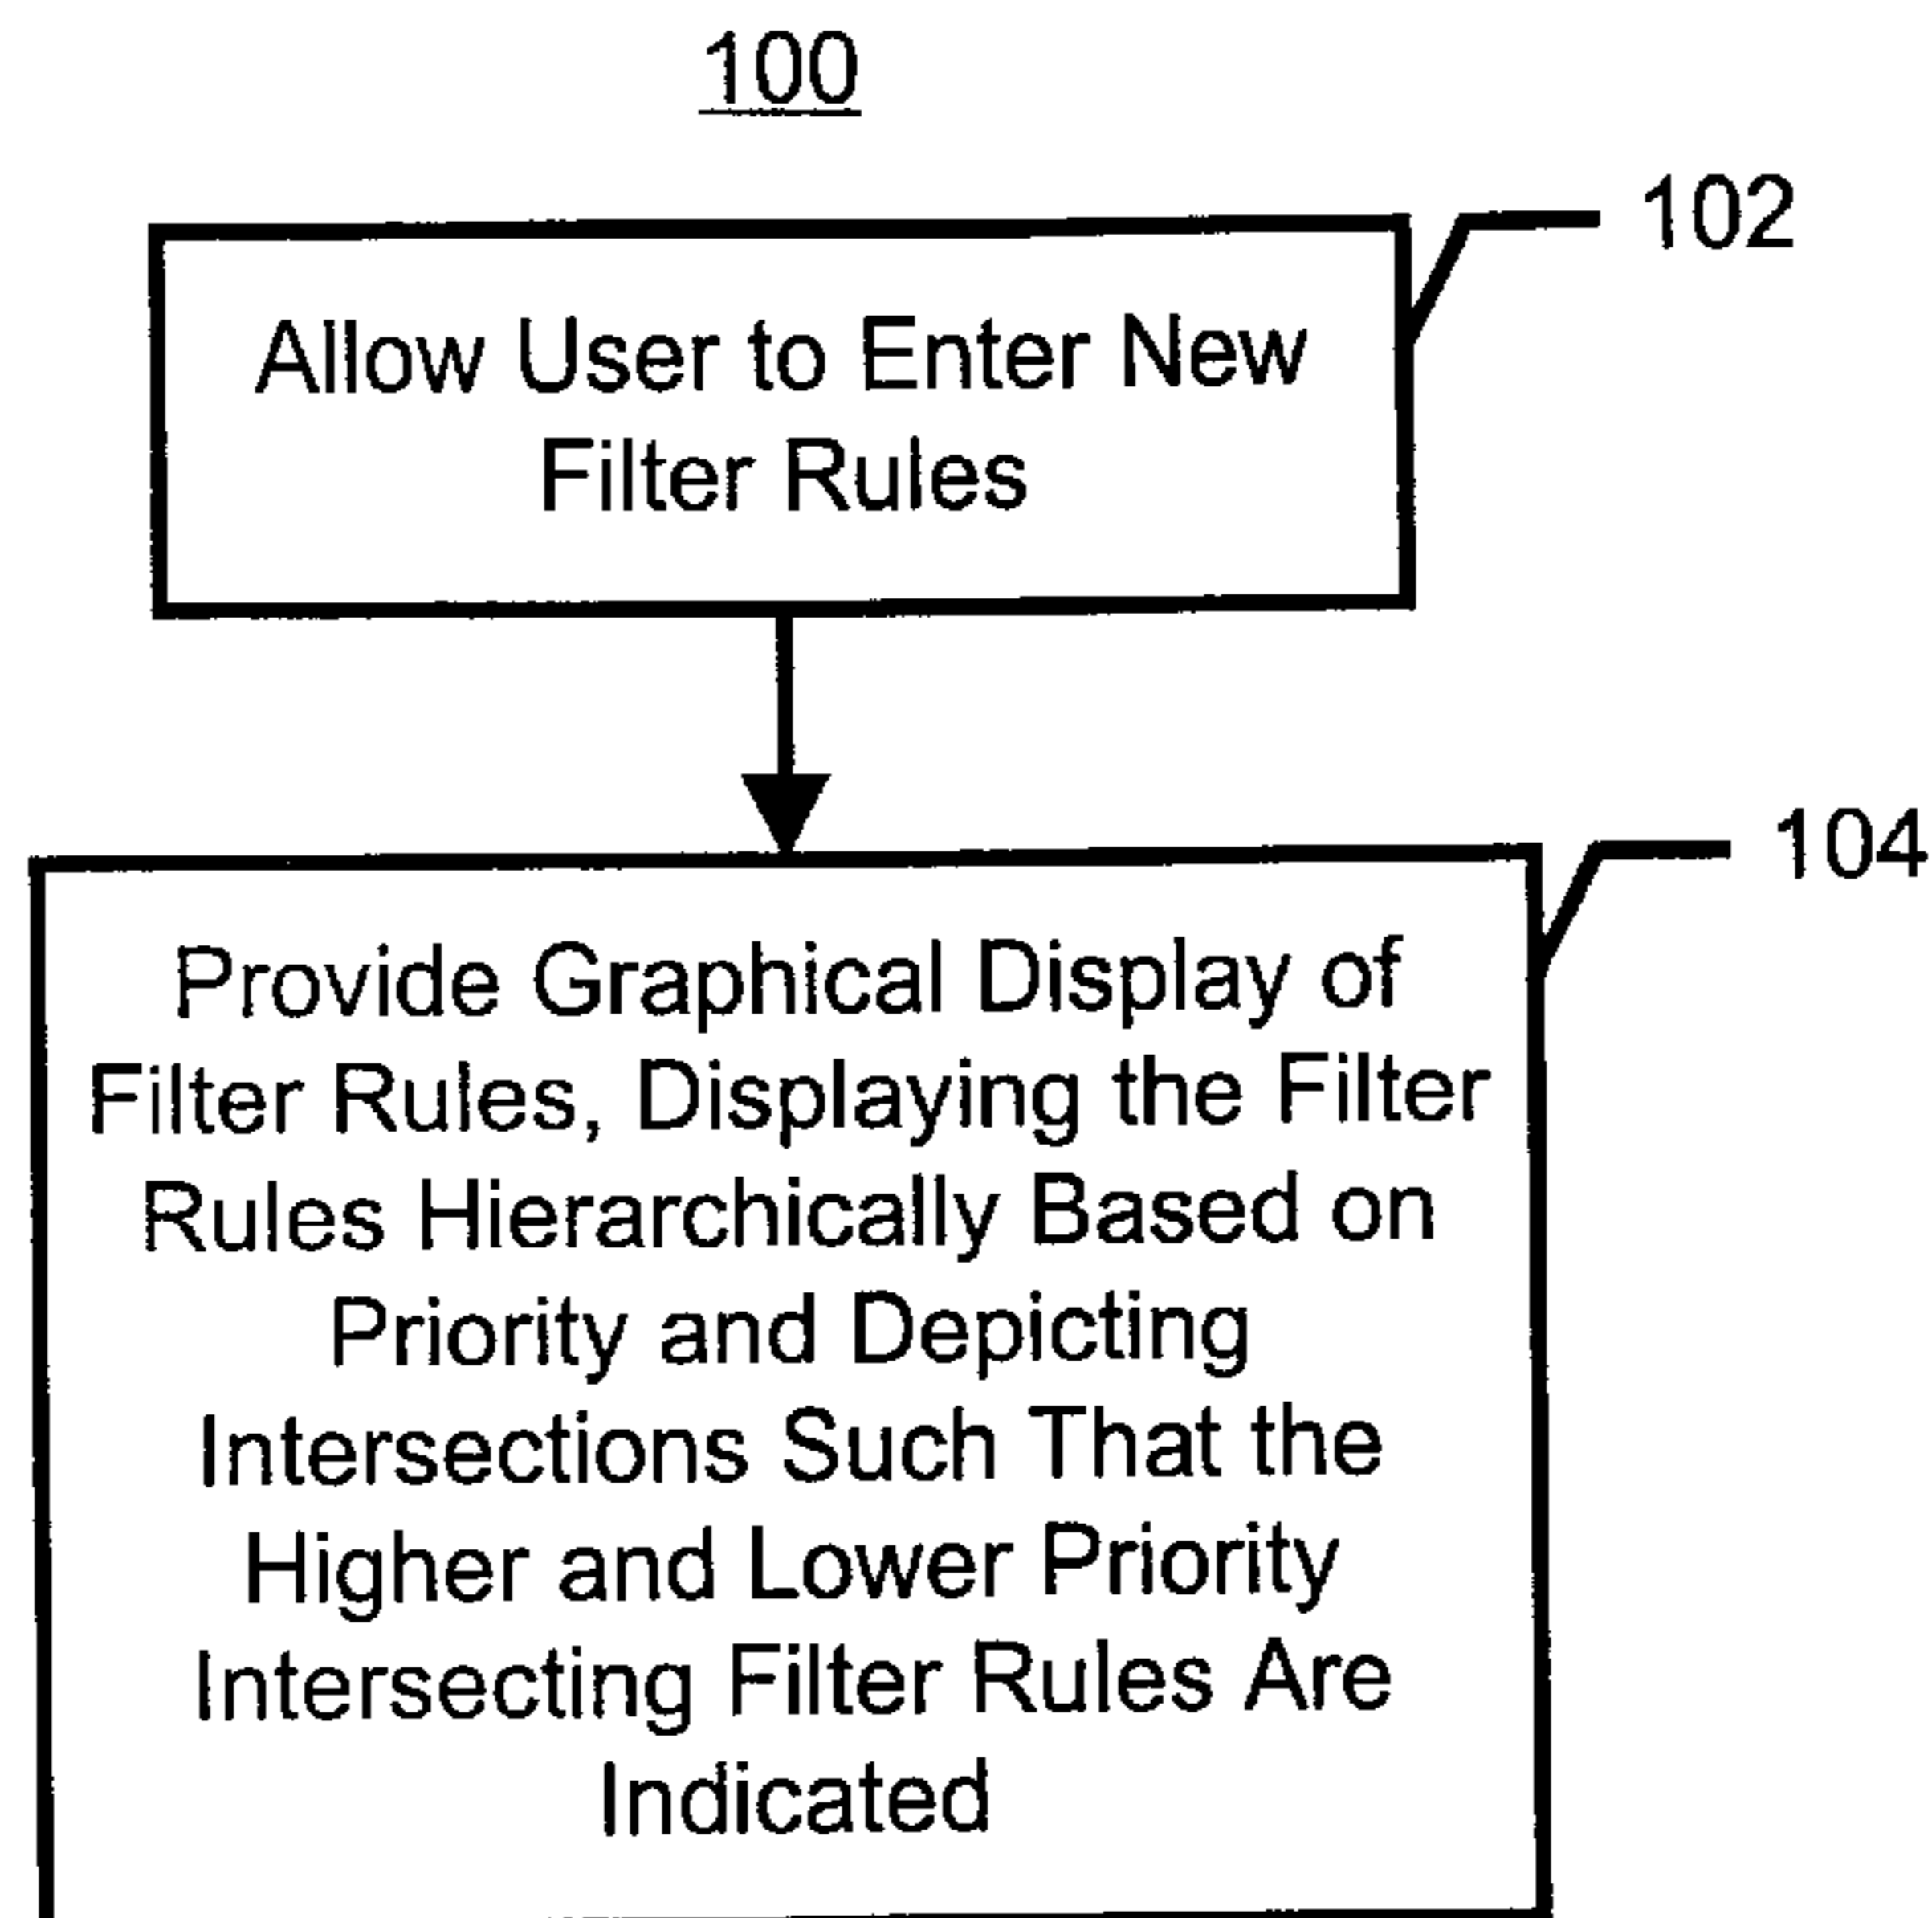 100
102
Allow User to Enter New
Filter Rules
104
Provide Graphical Display of
Filter Rules, Displaying the Filter
Rules Hierarchically Based on
Priority and Depicting
Intersections Such That the
Higher and Lower Priority
Intersecting Filter Rules Are
Indicated